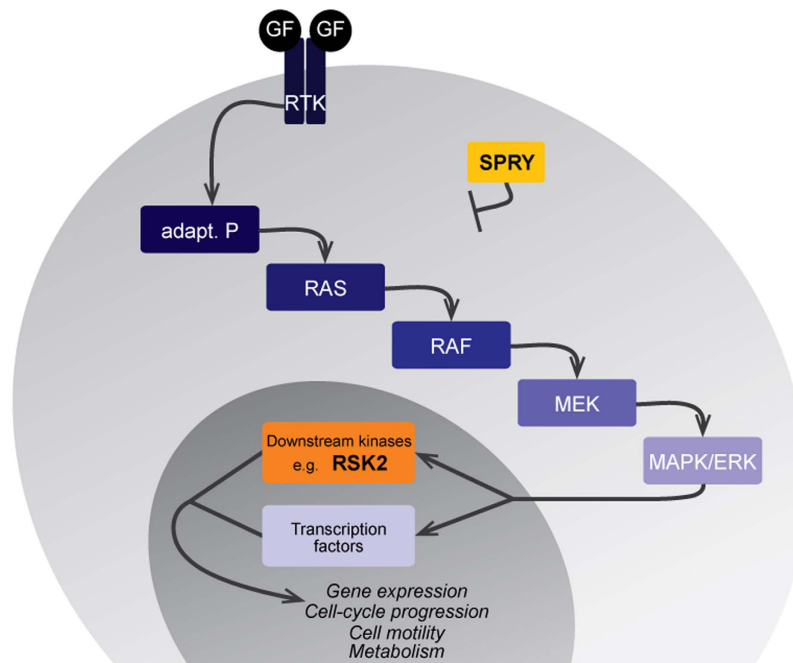 GF GF
RTK
SPRY
adapt. P
RAS
RAF
MEK
MAPK/ERK
Downstream kinases
e.g. RSK2
Transcription
factors
Gene expression
Cell-cycle progression
Cell motility
Metabolism